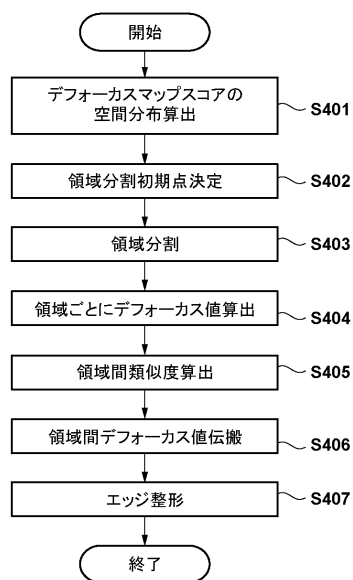 開始
デフォーカスマップスコアの
空間分布算出
S401
領域分割初期点決定
S402
領域分割
S403
領域ごとにデフォーカス値算出
S404
領域間類似度算出
S405
領域間デフォーカス値伝搬
S406
エッジ整形
S407
終了